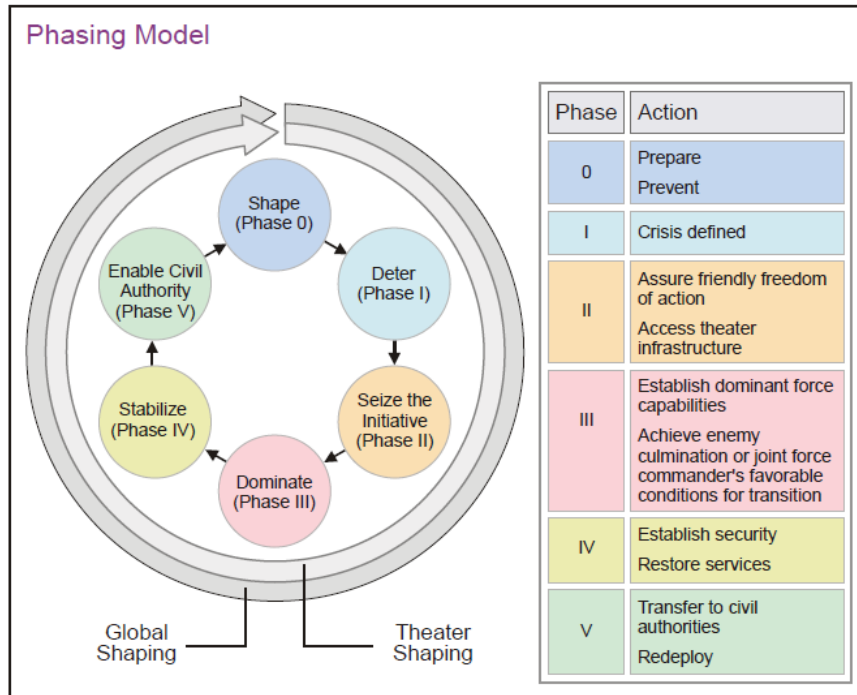 Phasing Model
Shape
(Phase 0)
Deter
(Phase I)
Seize the
Initiative
(Phase II)
Dominate
(Phase III)
Stabilize
(Phase IV)
Enable Civil
Authority
(Phase V)
Global
Shaping
Theater
Shaping
Phase Action
0
Prepare
Prevent
I
Crisis defined
II
Assure friendly freedom
of action
Access theater
infrastructure
III
Establish dominant force
capabilities
Achieve enemy
culmination or joint force
commander's favorable
conditions for transition
IV
Establish security
Restore services
V
Transfer to civil
authorities
Redeploy